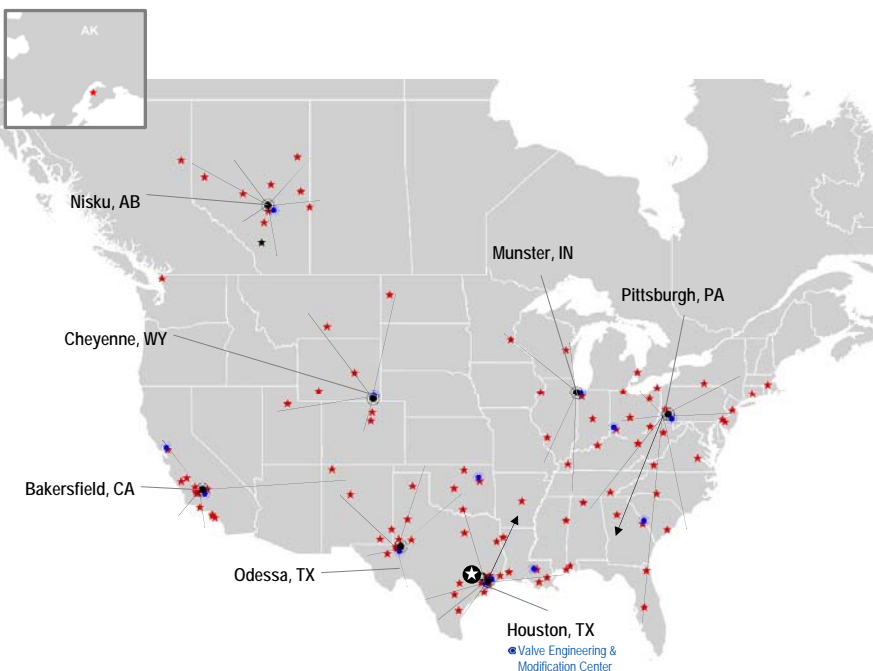 AK
Nisku, AB
Munster, IN
Pittsburgh, PA
Cheyenne, WY
Bakersfield, CA
Odessa, TX
Houston, TX
Valve Engineering &
Modification Center